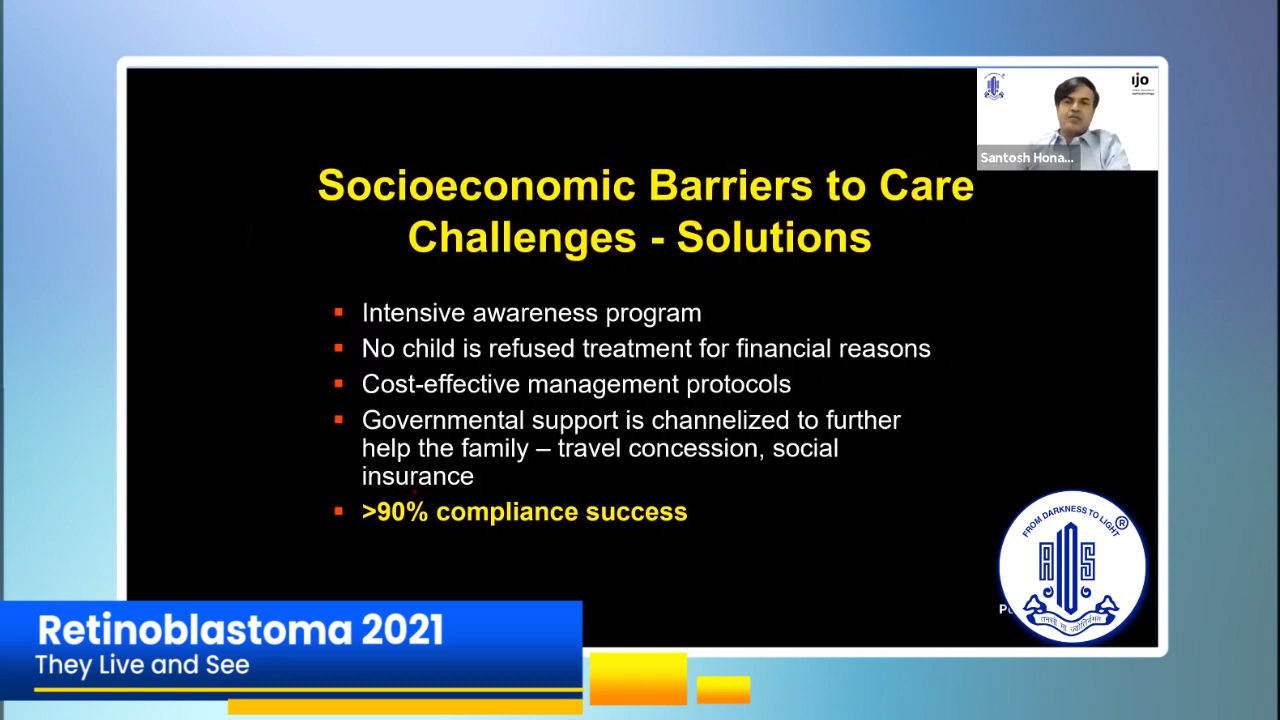 ijo
Santosh Hona...
Socioeconomic Barriers to Care
Challenges - Solutions
Intensive awareness program
No child is refused treatment for financial reasons
Cost-effective management protocols
Governmental support is channelized to further
help the family – travel concession, social
insurance
>90% compliance success
FROM DARKNESS TO LIGHT
®
AIOS
Retinoblastoma 2021
They Live and See